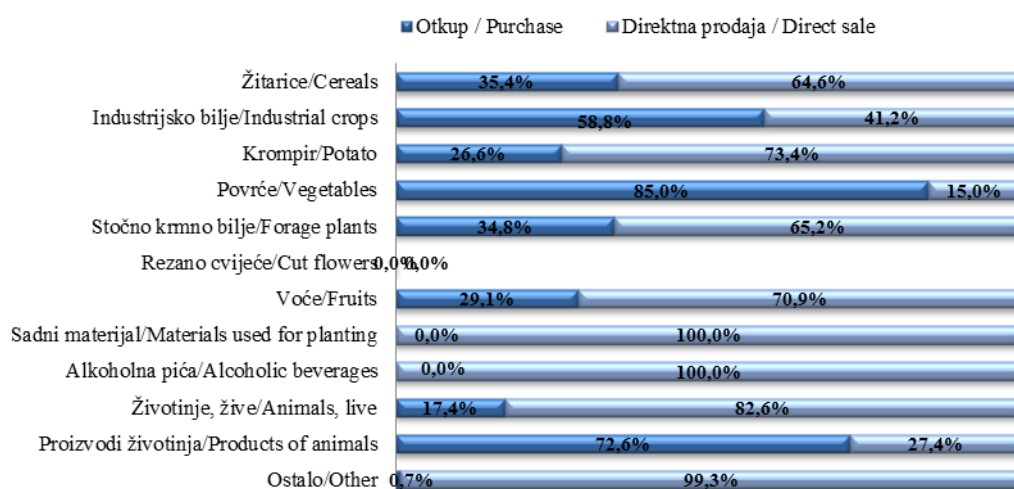 Otkup / Purchase Direktna prodaja / Direct sale
Žitarice/Cereals 35,4% 64,6%
Industrijsko bilje/Industrial crops 58,8% 41,2%
Krompir/Potato 26,6% 73,4%
Povrće/Vegetables 85,0% 15,0%
Stočno krmno bilje/Forage plants 34,8% 65,2%
Rezano cvijeće/Cut flowers 0,0% 0,0%
Voće/Fruits 29,1% 70,9%
Sadni materijal/Materials used for planting 0,0% 100,0%
Alkoholna pića/Alcoholic beverages 0,0% 100,0%
Životinje, žive/Animals, live 17,4% 82,6%
Proizvodi životinja/Products of animals 72,6% 27,4%
Ostalo/Other 0,7% 99,3%